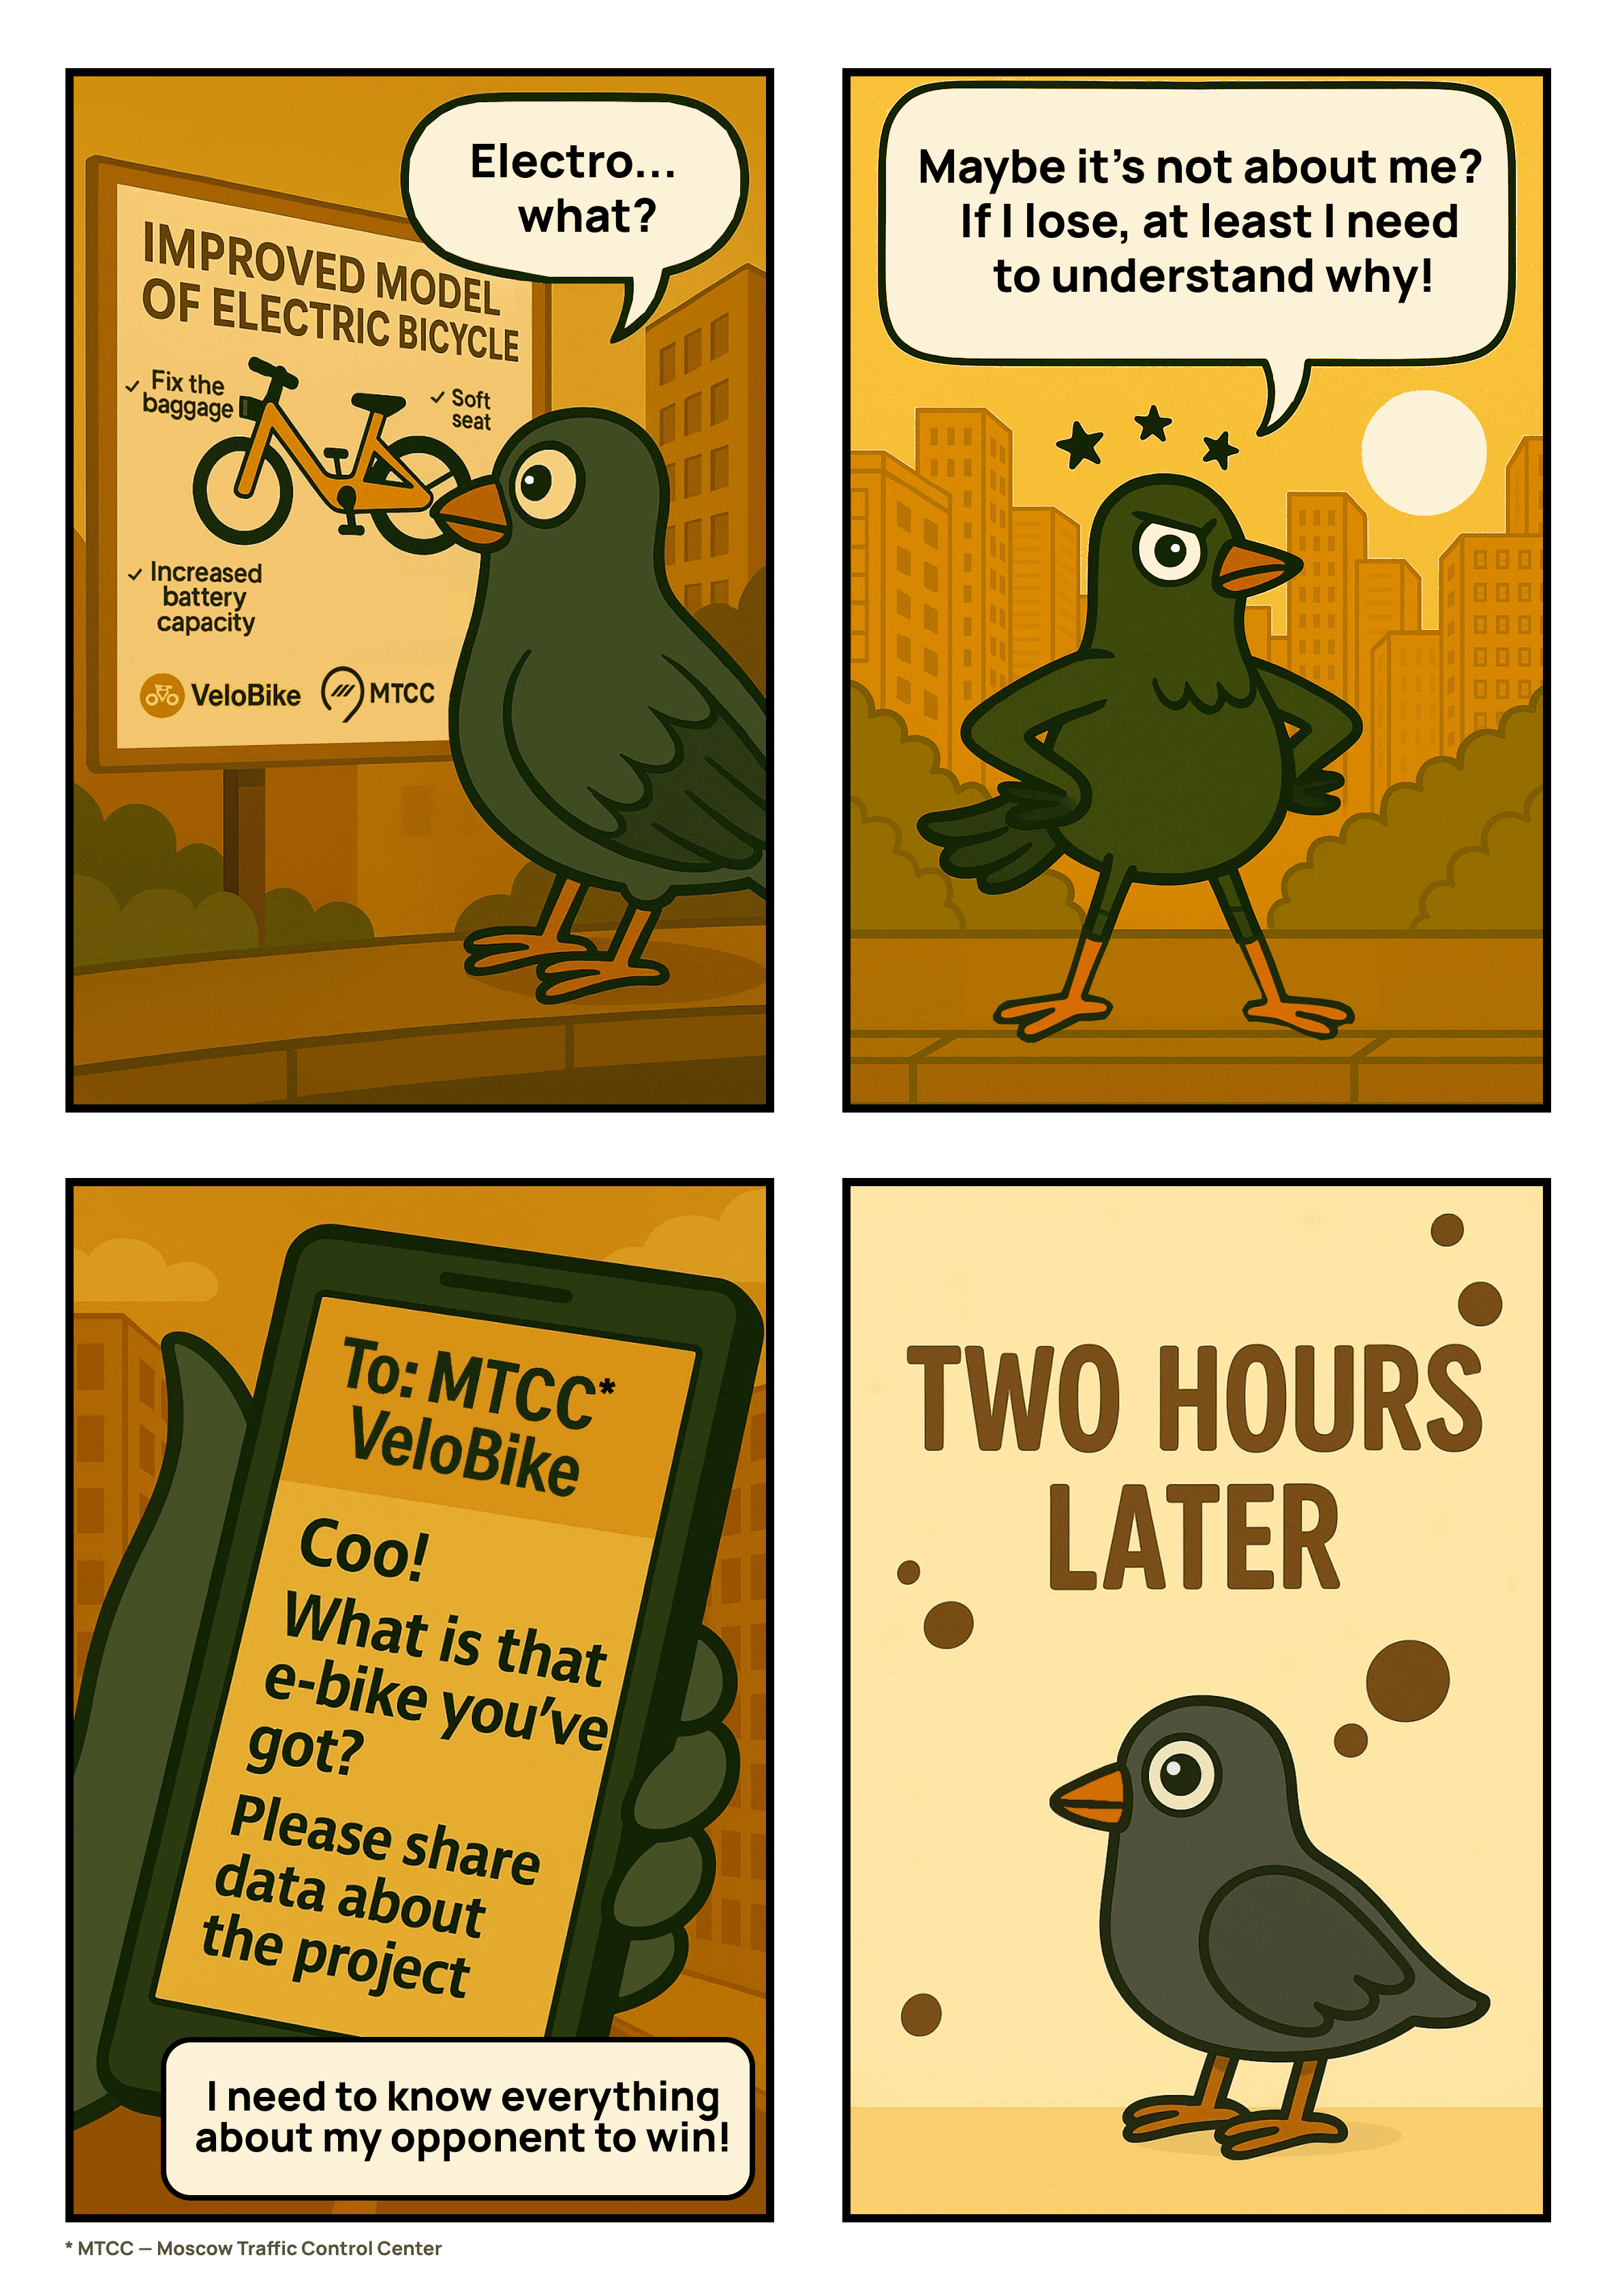 Electro...
what?
IMPROVED MODEL
OF ELECTRIC BICYCLE
✓ Fix the
baggage
✓ Soft
seat
✓ Increased
battery
capacity
VeloBike MTCC
Maybe it's not about me?
If I lose, at least I need
to understand why!
To: MTCC*
VeloBike
Coo!
What is that
e-bike you've
got?
Please share
data about
the project
I need to know everything
about my opponent to win!
TWO HOURS
LATER
* MTCC — Moscow Traffic Control Center